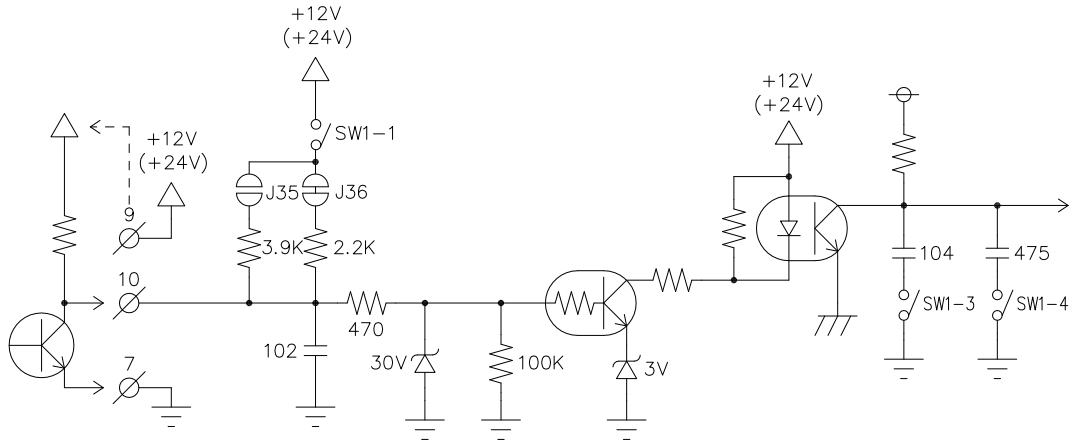 +12V
(+24V)
SW1-1
+12V
(+24V)
9
J35
J36
3.9K
2.2K
10
470
102
30V
100K
3V
7
+12V
(+24V)
104
475
SW1-3
SW1-4